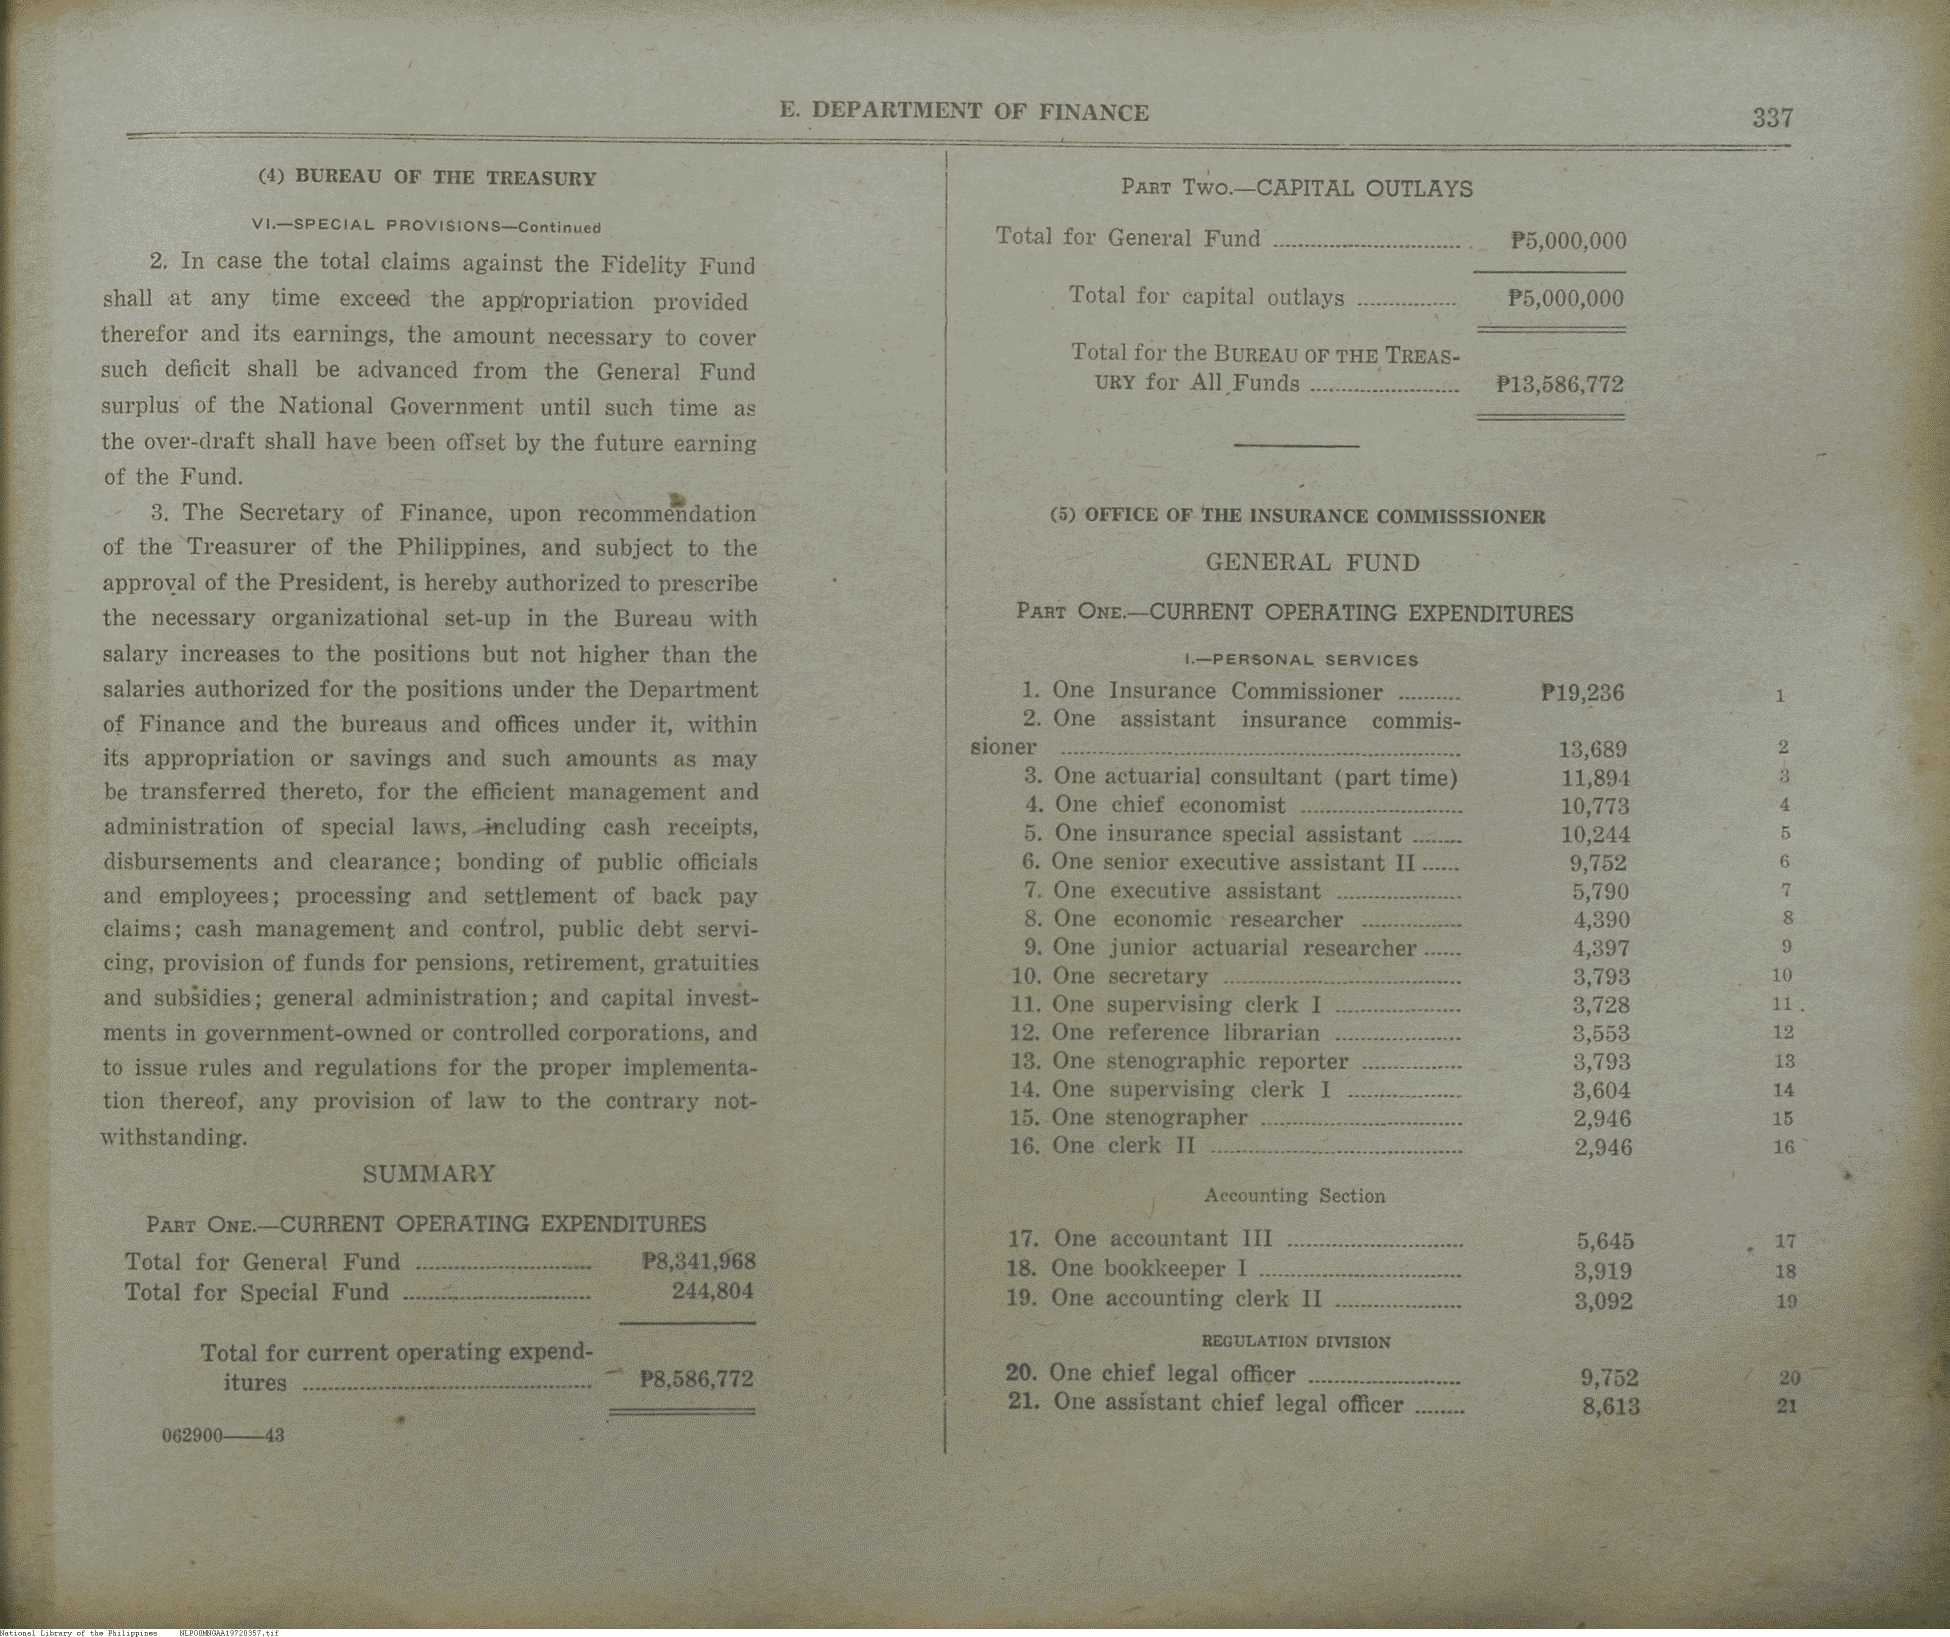 E. DEPARTMENT OF FINANCE
337
(4) BUREAU OF THE TREASURY
VI.—SPECIAL PROVISIONS—Continued
2. In case the total claims against the Fidelity Fund
shall at any time exceed the appropriation provided
therefor and its earnings, the amount necessary to cover
such deficit shall be advanced from the General Fund
surplus of the National Government until such time as
the over-draft shall have been offset by the future earning
of the Fund.
3. The Secretary of Finance, upon recommendation
of the Treasurer of the Philippines, and subject to the
approval of the President, is hereby authorized to prescribe
the necessary organizational set-up in the Bureau with
salary increases to the positions but not higher than the
salaries authorized for the positions under the Department
of Finance and the bureaus and offices under it, within
its appropriation or savings and such amounts as may
be transferred thereto, for the efficient management and
administration of special laws, including cash receipts,
disbursements and clearance; bonding of public officials
and employees; processing and settlement of back pay
claims; cash management and control, public debt servi-
cing, provision of funds for pensions, retirement, gratuities
and subsidies; general administration; and capital invest-
ments in government-owned or controlled corporations, and
to issue rules and regulations for the proper implementa-
tion thereof, any provision of law to the contrary not-
withstanding.
SUMMARY
PART ONE.—CURRENT OPERATING EXPENDITURES
Total for General Fund ............ ₱8,341,968
Total for Special Fund ............ 244,804
Total for current operating expend-
itures ............ ₱8,586,772
062900——43
PART TWO.—CAPITAL OUTLAYS
Total for General Fund ............ ₱5,000,000
Total for capital outlays ............ ₱5,000,000
Total for the BUREAU OF THE TREAS-
URY for All Funds ............ ₱13,586,772
(5) OFFICE OF THE INSURANCE COMMISSSIONER
GENERAL FUND
PART ONE.—CURRENT OPERATING EXPENDITURES
I.—PERSONAL SERVICES
1. One Insurance Commissioner .......... ₱19,236 1
2. One assistant insurance commis-
sioner ............ 13,689 2
3. One actuarial consultant (part time) 11,894 3
4. One chief economist ............ 10,773 4
5. One insurance special assistant ........ 10,244 5
6. One senior executive assistant II ...... 9,752 6
7. One executive assistant ............ 5,790 7
8. One economic researcher ............ 4,390 8
9. One junior actuarial researcher ...... 4,397 9
10. One secretary ............ 3,793 10
11. One supervising clerk I ............ 3,728 11
12. One reference librarian ............ 3,553 12
13. One stenographic reporter ............ 3,793 13
14. One supervising clerk I ............ 3,604 14
15. One stenographer ............ 2,946 15
16. One clerk II ............ 2,946 16
Accounting Section
17. One accountant III ............ 5,645 17
18. One bookkeeper I ............ 3,919 18
19. One accounting clerk II ............ 3,092 19
REGULATION DIVISION
20. One chief legal officer ............ 9,752 20
21. One assistant chief legal officer ........ 8,613 21
National Library of the Philippines NLPO0MNGAA19720357.tif